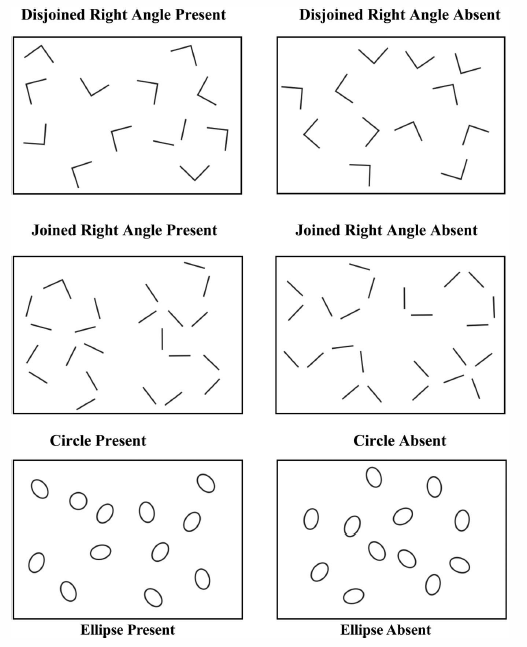 Disjoined Right Angle Present
Disjoined Right Angle Absent
Joined Right Angle Present
Joined Right Angle Absent
Circle Present
Circle Absent
Ellipse Present
Ellipse Absent